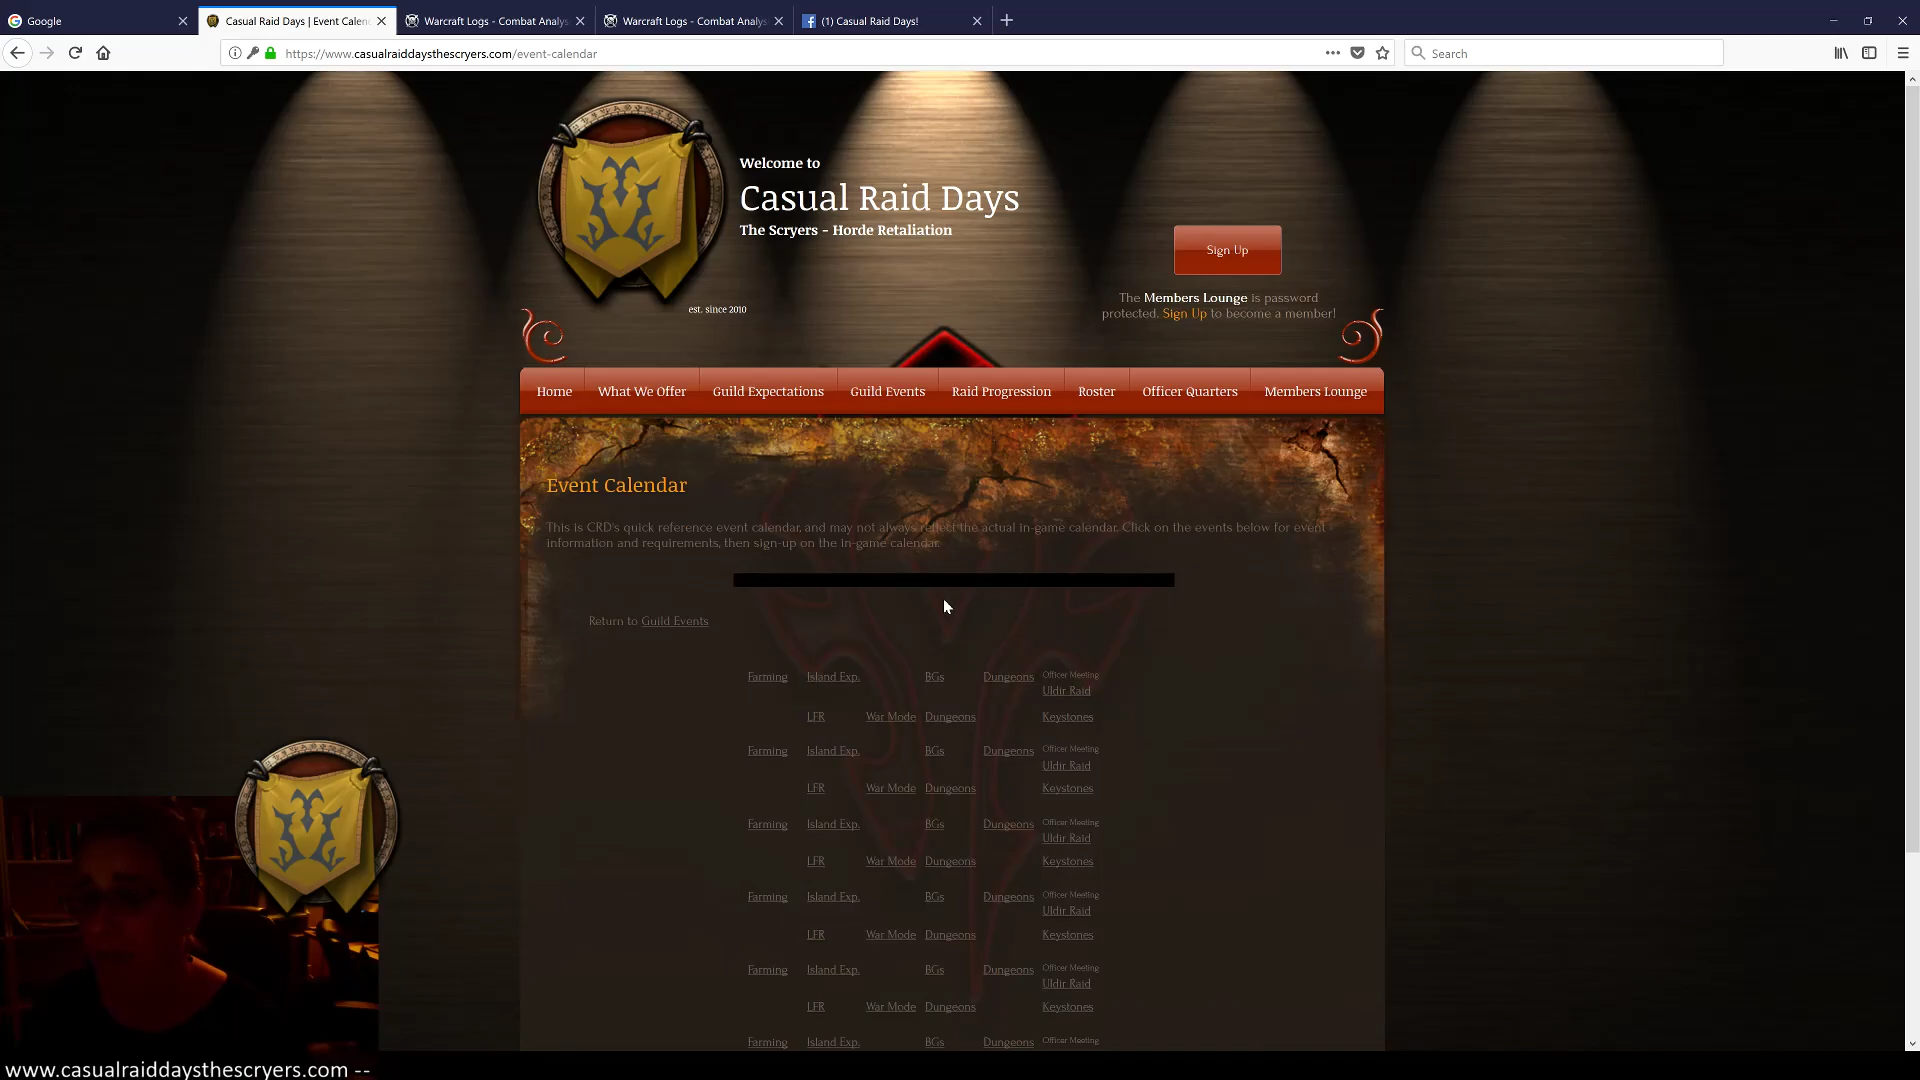 Google
Casual Raid Days | Event Calen
Warcraft Logs - Combat Analys
Warcraft Logs - Combat Analys
(1) Casual Raid Days!
https://www.casualraiddaysthescryers.com/event-calendar
Search
Welcome to
Casual Raid Days
The Scryers - Horde Retaliation
est. since 2010
Sign Up
The Members Lounge is password
protected. Sign Up to become a member!
Home What We Offer Guild Expectations Guild Events Raid Progression Roster Officer Quarters Members Lounge
Event Calendar
This is CRD's quick reference event calendar, and may not always reflect the actual in-game calendar. Click on the events below for event
information and requirements, then sign-up on the in-game calendar.
Return to Guild Events
Farming Island Exp. BGs Dungeons Officer Meeting
Uldir Raid
LFR War Mode Dungeons Keystones
Farming Island Exp. BGs Dungeons Officer Meeting
Uldir Raid
LFR War Mode Dungeons Keystones
Farming Island Exp. BGs Dungeons Officer Meeting
Uldir Raid
LFR War Mode Dungeons Keystones
Farming Island Exp. BGs Dungeons Officer Meeting
Uldir Raid
LFR War Mode Dungeons Keystones
Farming Island Exp. BGs Dungeons Officer Meeting
Uldir Raid
LFR War Mode Dungeons Keystones
Farming Island Exp. BGs Dungeons Officer Meeting
www.casualraiddaysthescryers.com --